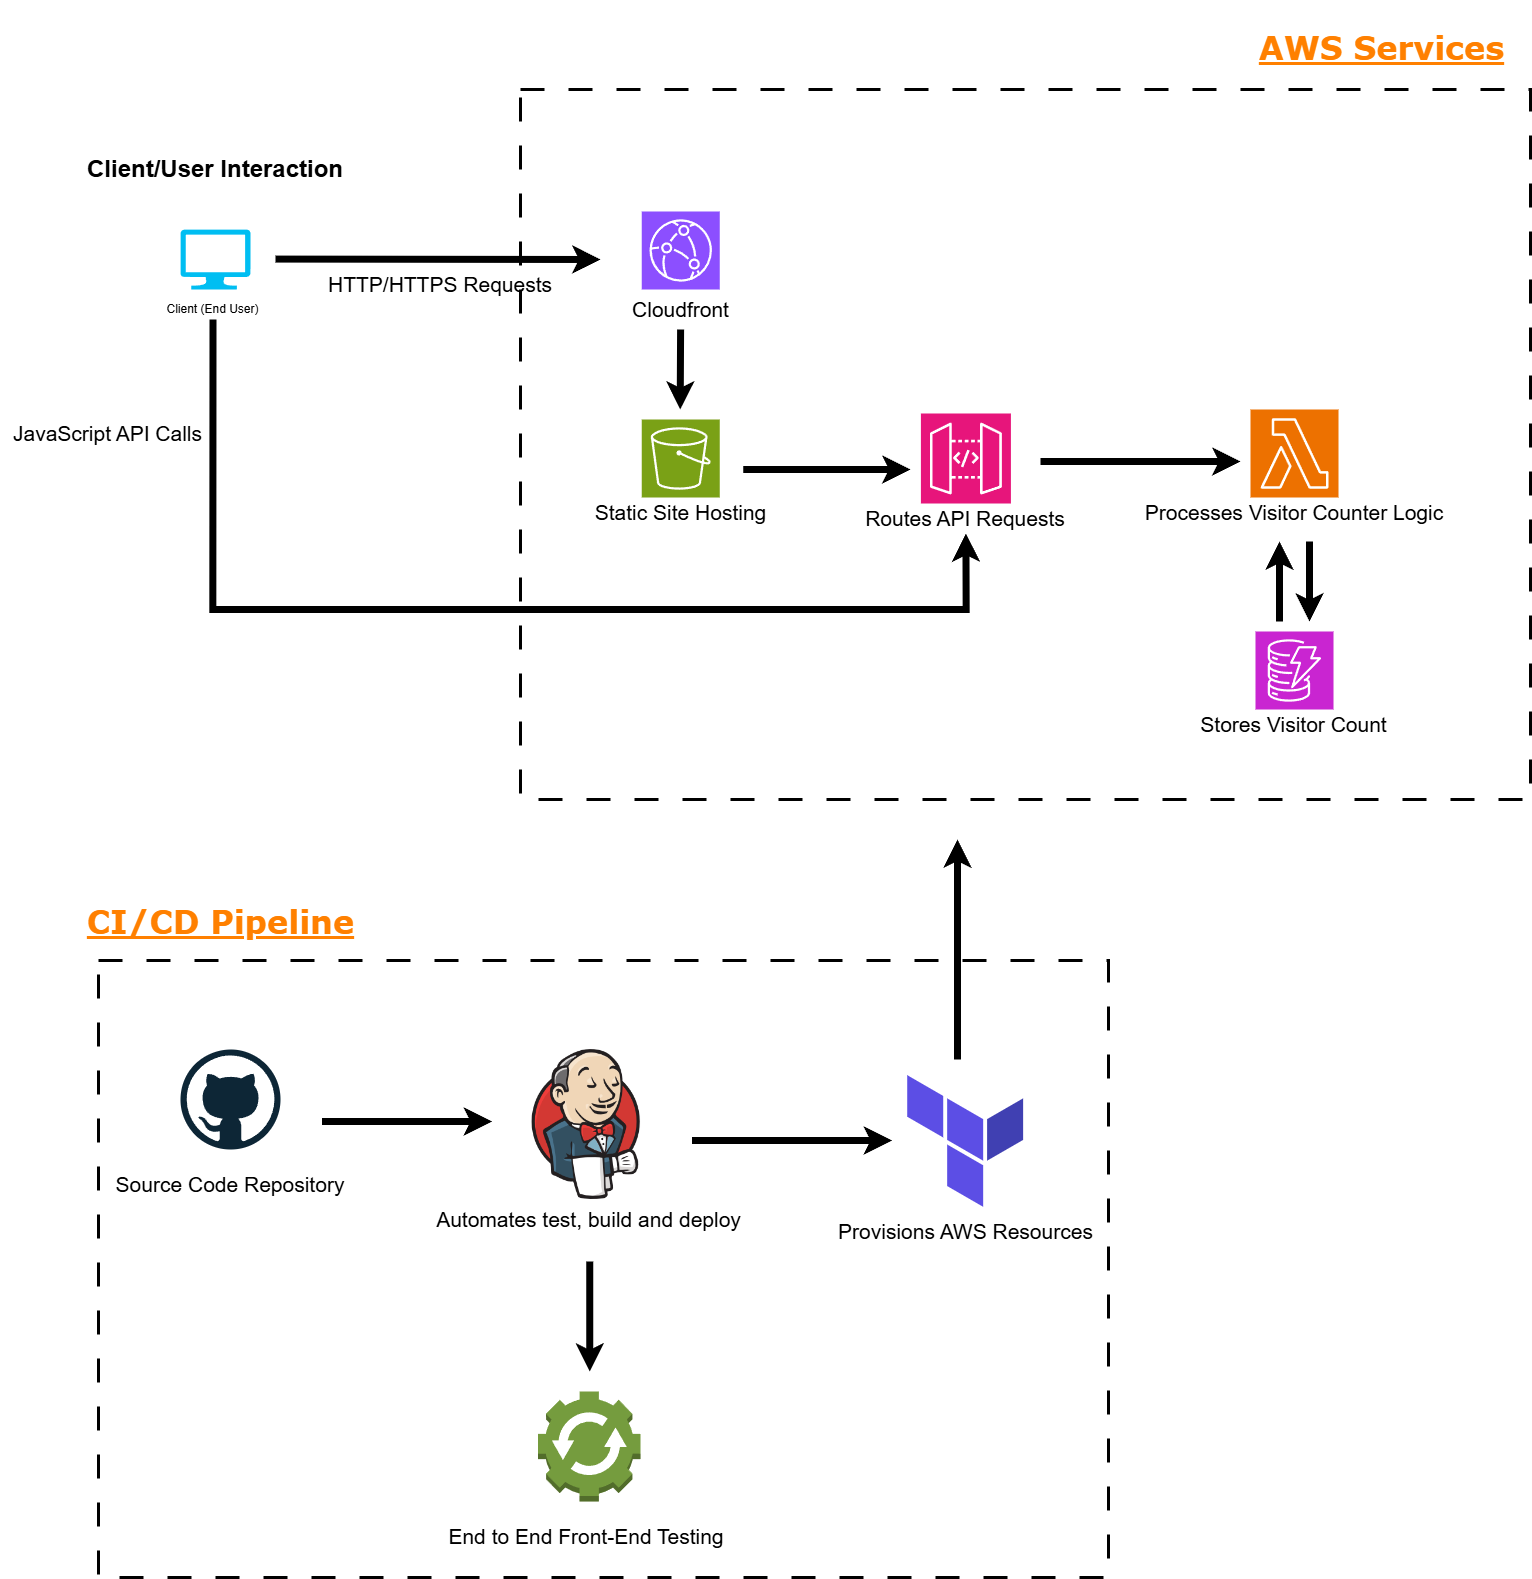 AWS Services
Client/User Interaction
Client (End User)
HTTP/HTTPS Requests
Cloudfront
JavaScript API Calls
Static Site Hosting
Routes API Requests
Processes Visitor Counter Logic
Stores Visitor Count
CI/CD Pipeline
Source Code Repository
Automates test, build and deploy
Provisions AWS Resources
End to End Front-End Testing